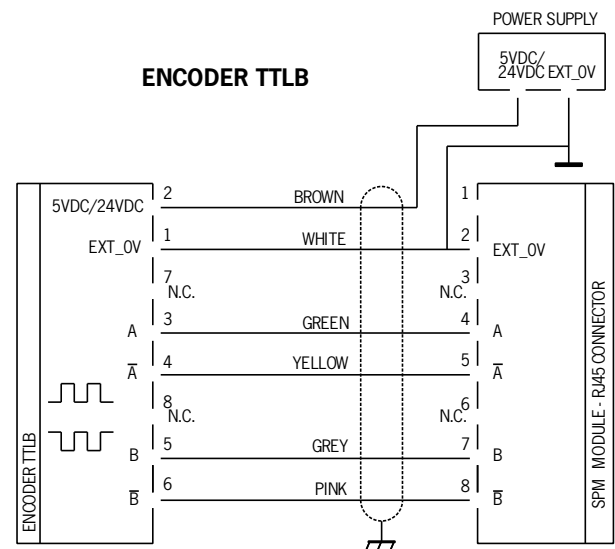 POWER SUPPLY
5VDC/
24VDC EXT_0V
ENCODER TTLB
5VDC/24VDC 2 BROWN 1
EXT_0V 1 WHITE 2 EXT_0V
7 3
N.C. N.C.
A 3 GREEN 4 A
A̅ 4 YELLOW 5 A̅
8 6
N.C. N.C.
B 5 GREY 7 B
B̅ 6 PINK 8 B̅
ENCODER TTLB
SPM MODULE - RJ45 CONNECTOR